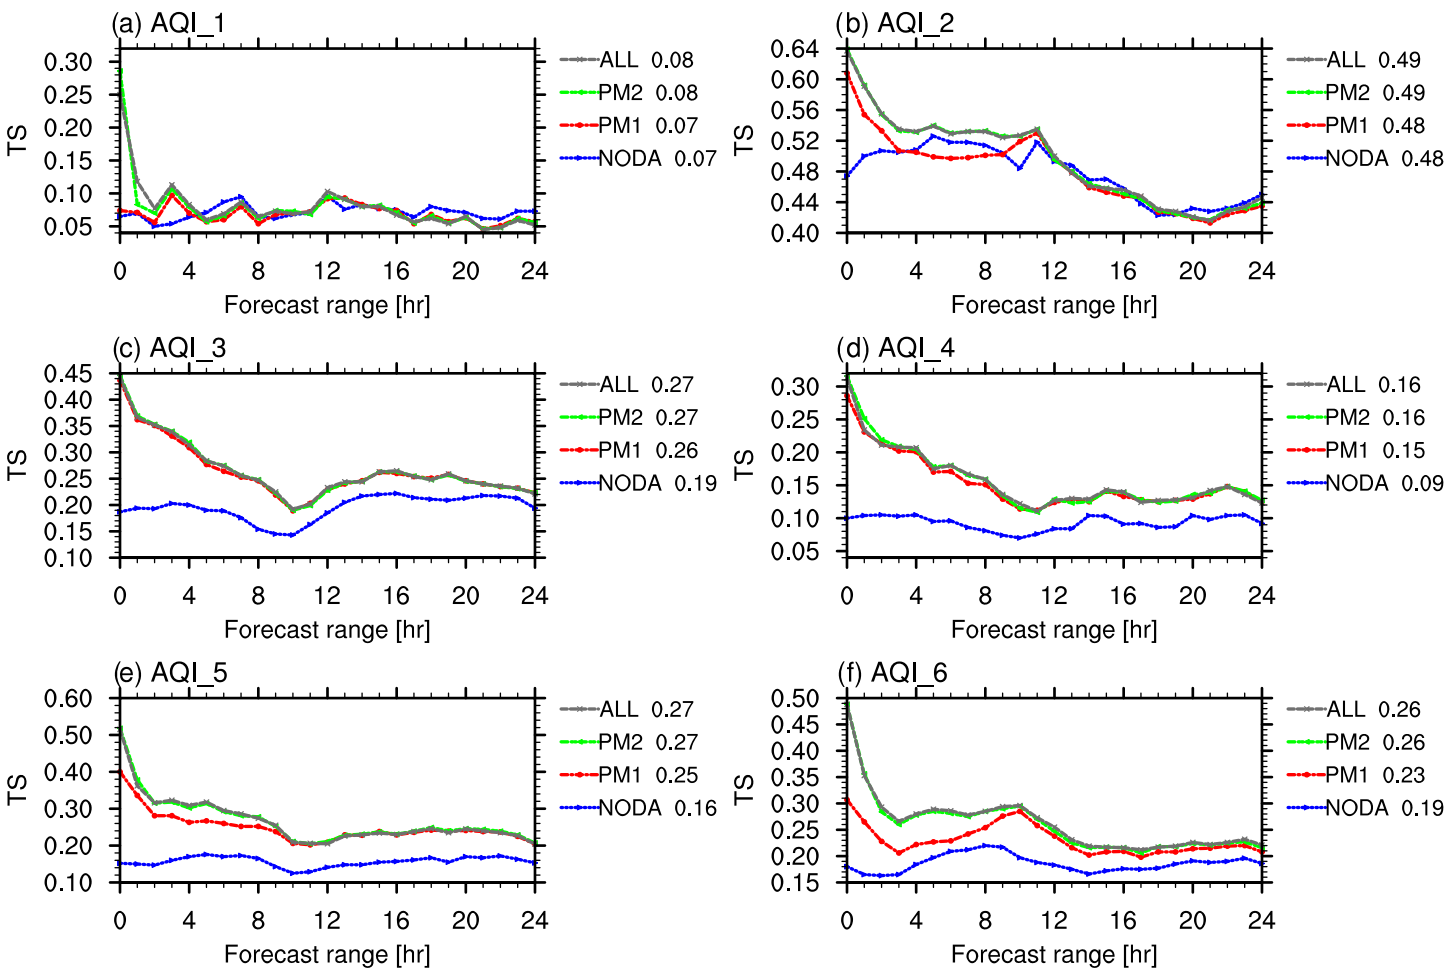 (a) AQI_1
TS
0.30
0.25
0.20
0.15
0.10
0.05
0 4 8 12 16 20 24
Forecast range [hr]
ALL 0.08
PM2 0.08
PM1 0.07
NODA 0.07
(b) AQI_2
TS
0.64
0.60
0.56
0.52
0.48
0.44
0.40
0 4 8 12 16 20 24
Forecast range [hr]
ALL 0.49
PM2 0.49
PM1 0.48
NODA 0.48
(c) AQI_3
TS
0.45
0.40
0.35
0.30
0.25
0.20
0.15
0.10
0 4 8 12 16 20 24
Forecast range [hr]
ALL 0.27
PM2 0.27
PM1 0.26
NODA 0.19
(d) AQI_4
TS
0.30
0.25
0.20
0.15
0.10
0.05
0 4 8 12 16 20 24
Forecast range [hr]
ALL 0.16
PM2 0.16
PM1 0.15
NODA 0.09
(e) AQI_5
TS
0.60
0.50
0.40
0.30
0.20
0.10
0 4 8 12 16 20 24
Forecast range [hr]
ALL 0.27
PM2 0.27
PM1 0.25
NODA 0.16
(f) AQI_6
TS
0.50
0.45
0.40
0.35
0.30
0.25
0.20
0.15
0 4 8 12 16 20 24
Forecast range [hr]
ALL 0.26
PM2 0.26
PM1 0.23
NODA 0.19